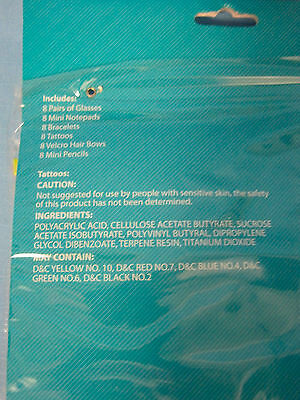 Includes:
8 Pairs of Glasses
8 Mini Notepads
8 Bracelets
8 Tattoos
8 Velcro Hair Bows
8 Mini Pencils
Tattoos:
CAUTION:
Not suggested for use by people with sensitive skin, the safety
of this product has not been determined.
INGREDIENTS:
POLYACRYLIC ACID, CELLULOSE ACETATE BUTYRATE, SUCROSE
ACETATE ISOBUTYRATE, POLYVINYL BUTYRAL, DIPROPYLENE
GLYCOL DIBENZOATE, TERPENE RESIN, TITANIUM DIOXIDE
MAY CONTAIN:
D&C YELLOW NO. 10, D&C RED NO.7, D&C BLUE NO.4, D&C
GREEN NO.6, D&C BLACK NO.2